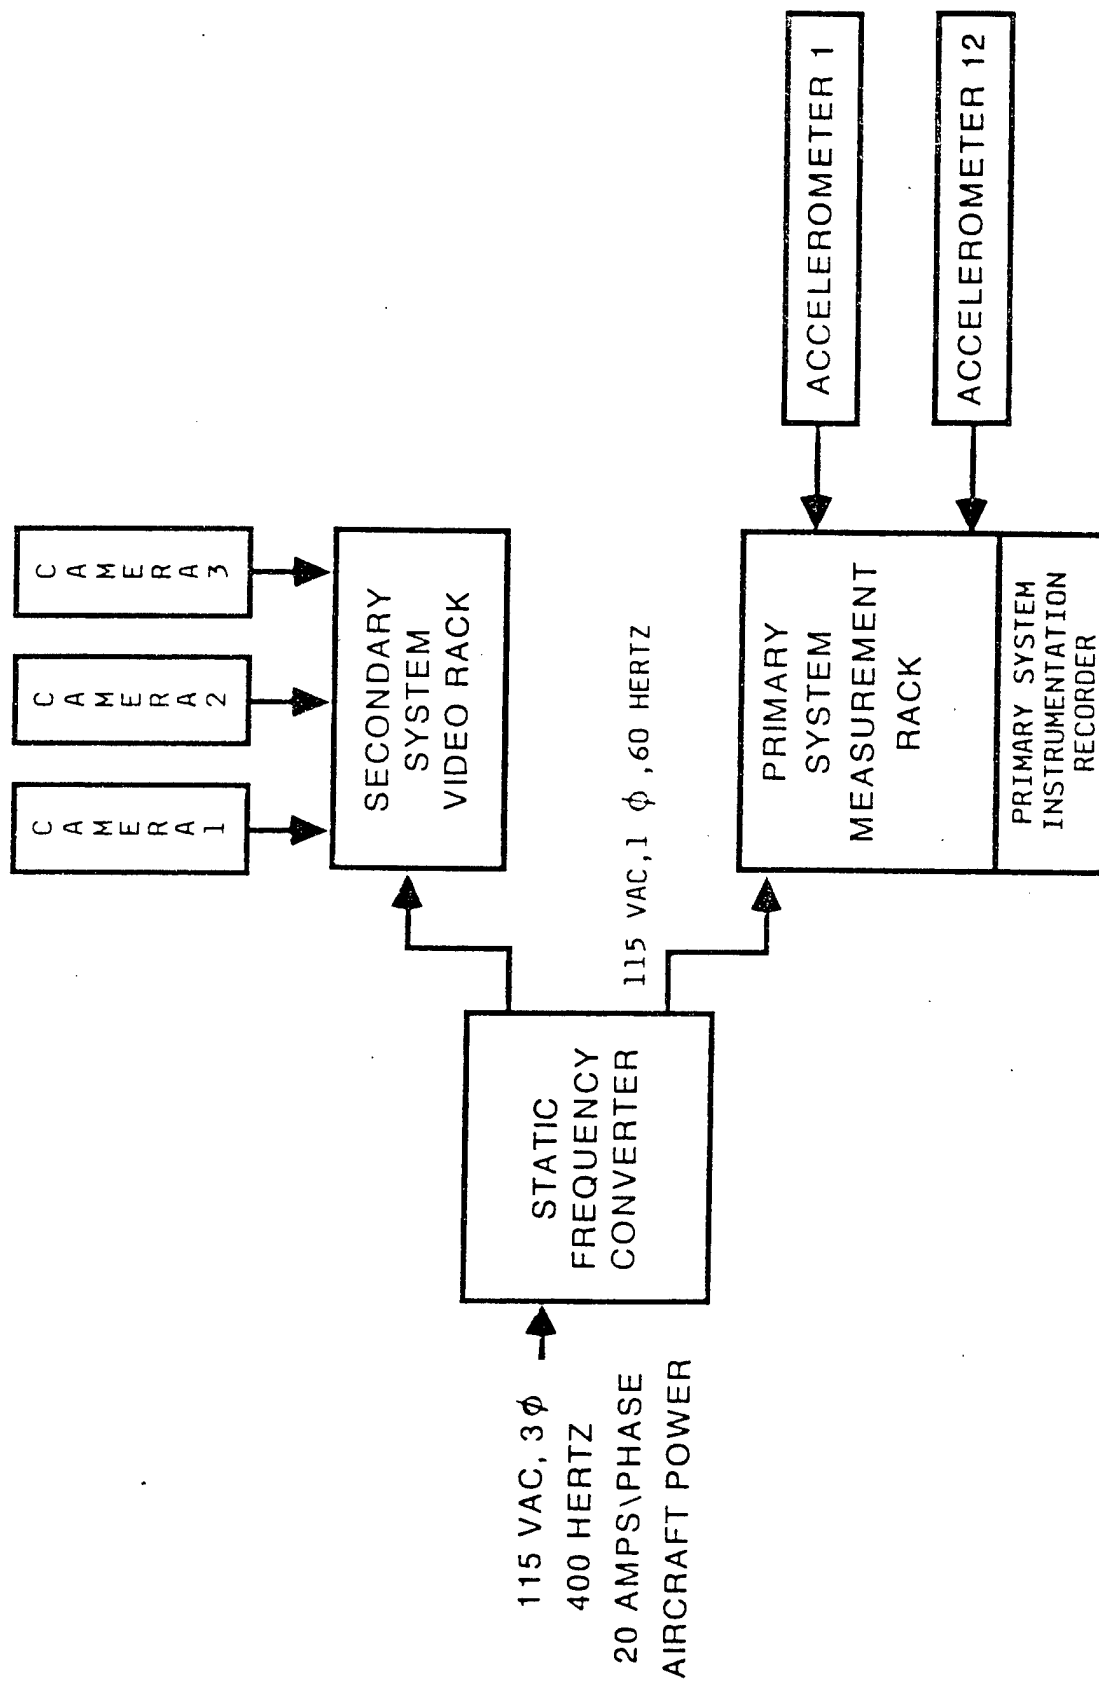 CAMERA 1
CAMERA 2
CAMERA 3
SECONDARY
SYSTEM
VIDEO RACK
115 VAC, 3ϕ
400 HERTZ
20 AMPS\PHASE
AIRCRAFT POWER
STATIC
FREQUENCY
CONVERTER
115 VAC,1 ϕ ,60 HERTZ
PRIMARY
SYSTEM
MEASUREMENT
RACK
PRIMARY SYSTEM
INSTRUMENTATION
RECORDER
ACCELEROMETER 1
ACCELEROMETER 12